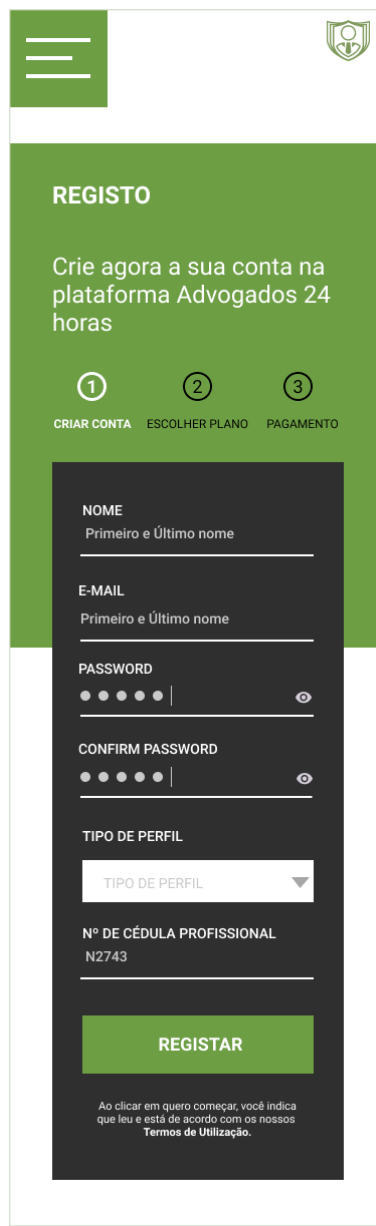 REGISTO
Crie agora a sua conta na
plataforma Advogados 24
horas
1 2 3
CRIAR CONTA ESCOLHER PLANO PAGAMENTO
NOME
Primeiro e Último nome
E-MAIL
Primeiro e Último nome
PASSWORD
CONFIRM PASSWORD
TIPO DE PERFIL
TIPO DE PERFIL
Nº DE CÉDULA PROFISSIONAL
N2743
REGISTAR
Ao clicar em quero começar, você indica
que leu e está de acordo com os nossos
Termos de Utilização.